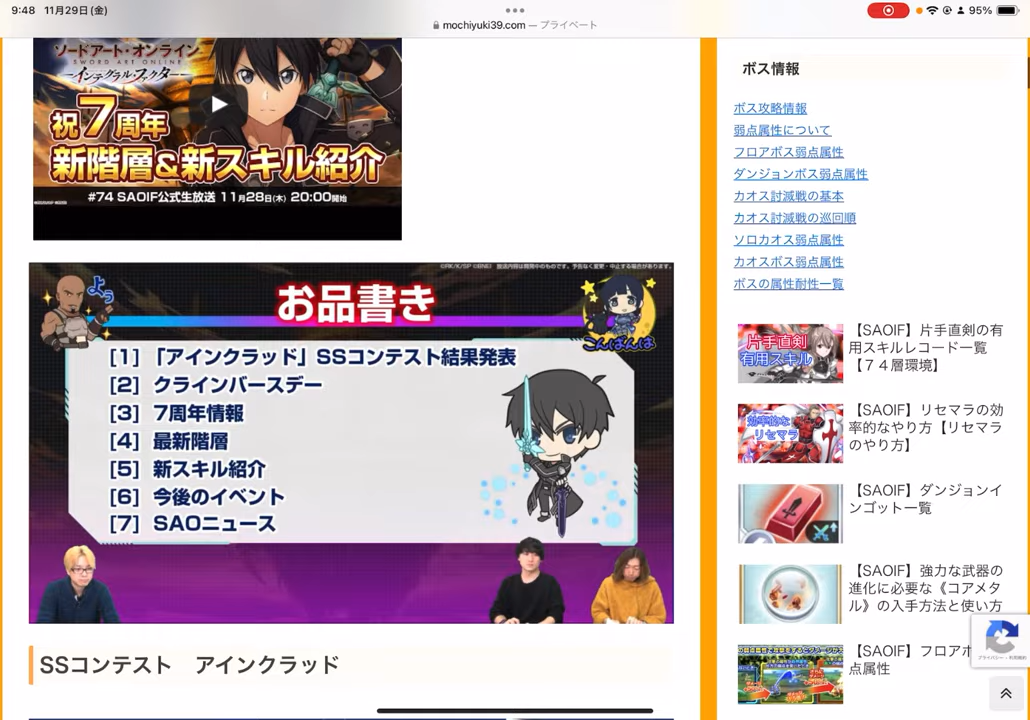 9:48 11月29日(金)
95%
mochiyuki39.com — プライベート
ソードアート・オンライン
SWORD ART ONLINE
インテグラル・ファクター
祝7周年
新階層&新スキル紹介
#74 SAOIF公式生放送 11月28日(木) 20:00開始
よう
お品書き
こんばんは
[1] 「アインクラッド」SSコンテスト結果発表
[2] クラインバースデー
[3] 7周年情報
[4] 最新階層
[5] 新スキル紹介
[6] 今後のイベント
[7] SAOニュース
SSコンテスト　アインクラッド
ボス情報
ボス攻略情報
弱点属性について
フロアボス弱点属性
ダンジョンボス弱点属性
カオス討滅戦の基本
カオス討滅戦の巡回順
ソロカオス弱点属性
カオスボス弱点属性
ボスの属性耐性一覧
片手直剣
有用スキル
【SAOIF】片手直剣の有
用スキルレコード一覧
【７４層環境】
効率的な
リセマラ
【SAOIF】リセマラの効
率的なやり方【リセマラ
のやり方】
【SAOIF】ダンジョンイ
ンゴット一覧
【SAOIF】強力な武器の
進化に必要な《コアメタ
ル》の入手方法と使い方
【SAOIF】フロアボ
点属性
プライバシー - 利用規約